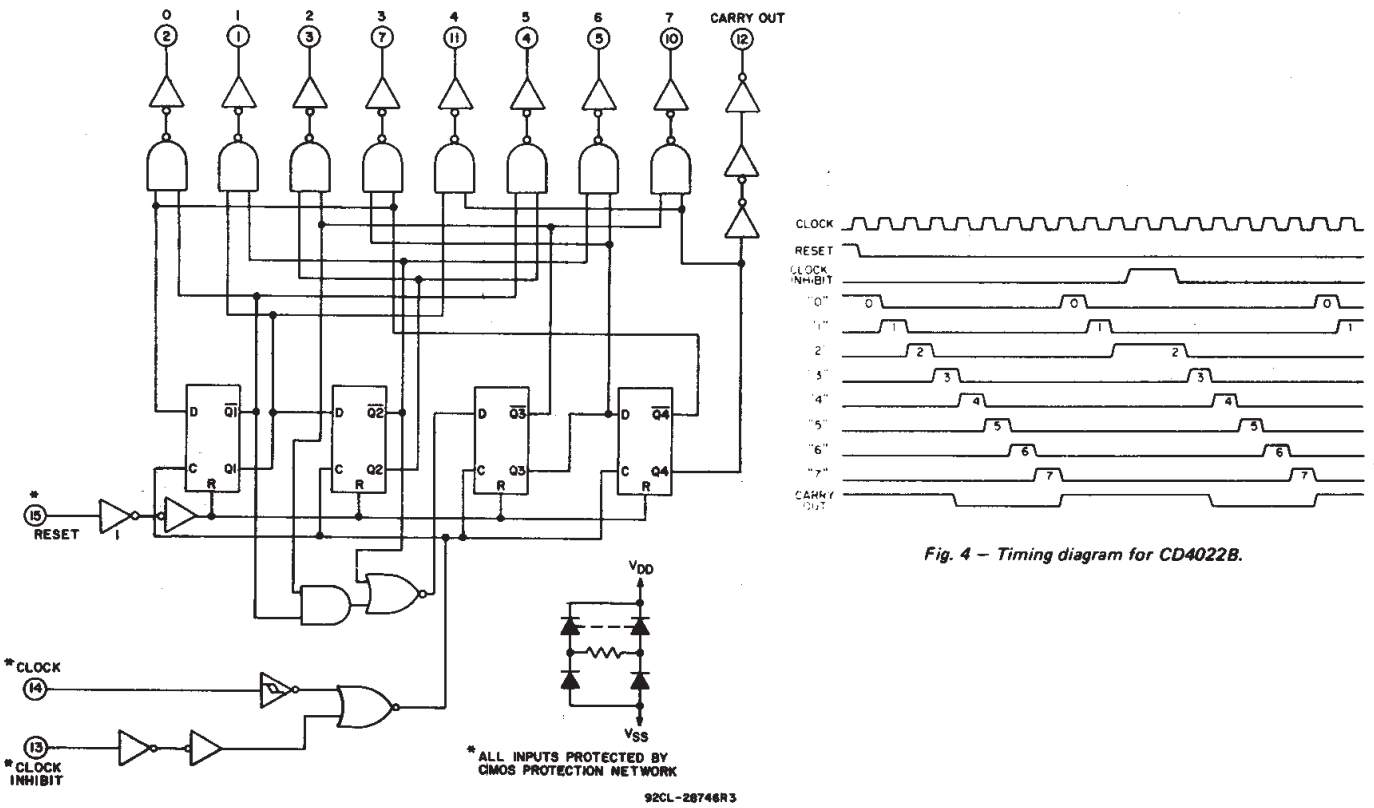 0 1 2 3 4 5 6 7 CARRY OUT
2 1 3 7 11 4 5 10 12
D Q1 D Q2 D Q3 D Q4
C Q1 C Q2 C Q3 C Q4
R R R R
*
15
RESET
1
*CLOCK
14
13
*CLOCK
INHIBIT
VDD
VSS
* ALL INPUTS PROTECTED BY
CMOS PROTECTION NETWORK
92CL-28746R3
CLOCK
RESET
CLOCK
INHIBIT
"0" 0 0 0
"1" 1 1 1
"2" 2 2
"3" 3 3
"4" 4 4
"5" 5 5
"6" 6 6
"7" 7 7
CARRY
OUT
Fig. 4 – Timing diagram for CD4022B.